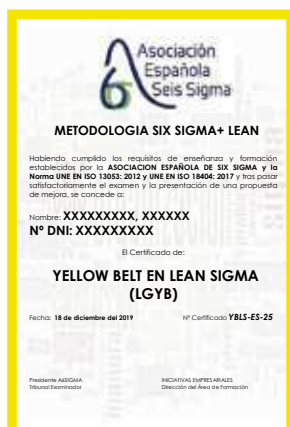 Asociación
Española
Seis Sigma
METODOLOGIA SIX SIGMA+ LEAN
Habiendo cumplido los requisitos de enseñanza y formación
establecidos por la ASOCIACION ESPAÑOLA DE SIX SIGMA y la
Norma UNE EN ISO 13053: 2012 y UNE EN ISO 18404: 2017 y tras pasar
satisfactoriamente el examen y la presentación de una propuesta
de mejora, se concede a:
Nombre: XXXXXXXXX, XXXXXX
Nº DNI: XXXXXXXXX
El Certificado de:
YELLOW BELT EN LEAN SIGMA
(LGYB)
Fecha: 18 de diciembre del 2019 Nº Certificado YBLS-ES-25
Presidente A6SIGMA INICIATIVAS EMPRESARIALES
Tribunal Examinador Dirección del Área de Formación